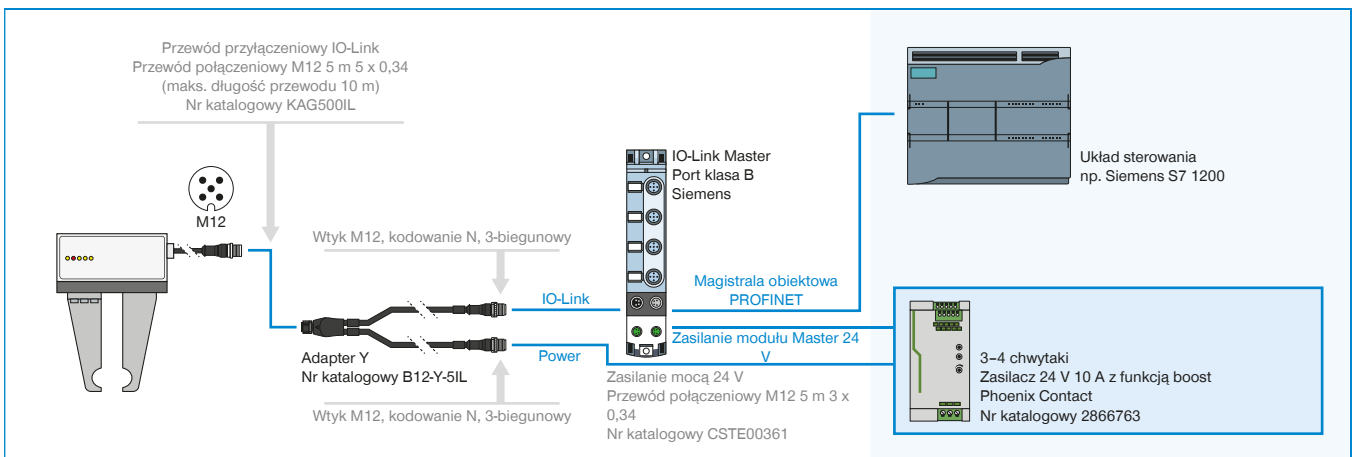 Przewód przyłączeniowy IO-Link
Przewód połączeniowy M12 5 m 5 x 0,34
(maks. długość przewodu 10 m)
Nr katalogowy KAG500IL
M12
Wtyk M12, kodowanie N, 3-biegunowy
IO-Link
Adapter Y
Nr katalogowy B12-Y-5IL
Power
Wtyk M12, kodowanie N, 3-biegunowy
IO-Link Master
Port klasa B
Siemens
Magistrala obiektowa
PROFINET
Zasilanie modułu Master 24
V
Zasilanie mocą 24 V
Przewód połączeniowy M12 5 m 3 x
0,34
Nr katalogowy CSTE00361
Układ sterowania
np. Siemens S7 1200
3–4 chwytaki
Zasilacz 24 V 10 A z funkcją boost
Phoenix Contact
Nr katalogowy 2866763